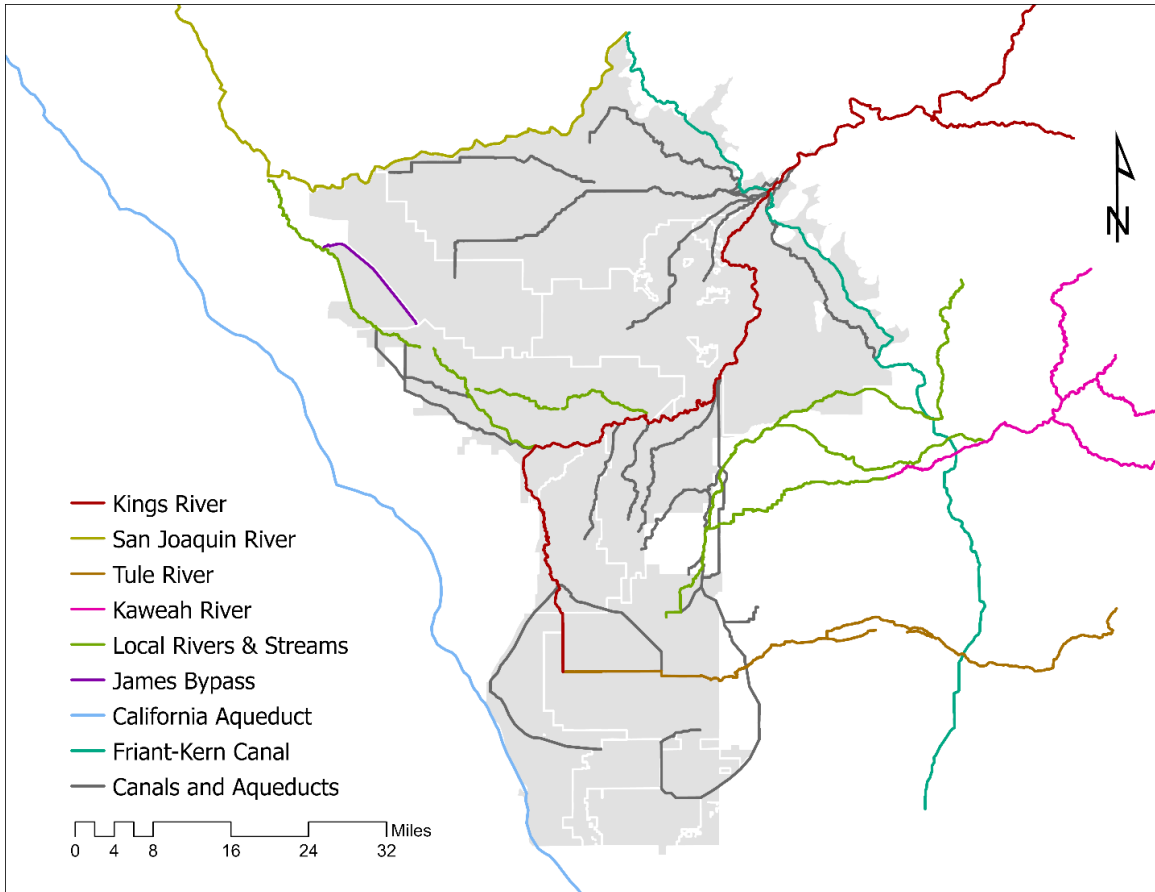 N
Kings River
San Joaquin River
Tule River
Kaweah River
Local Rivers & Streams
James Bypass
California Aqueduct
Friant-Kern Canal
Canals and Aqueducts
Miles
0 4 8 16 24 32